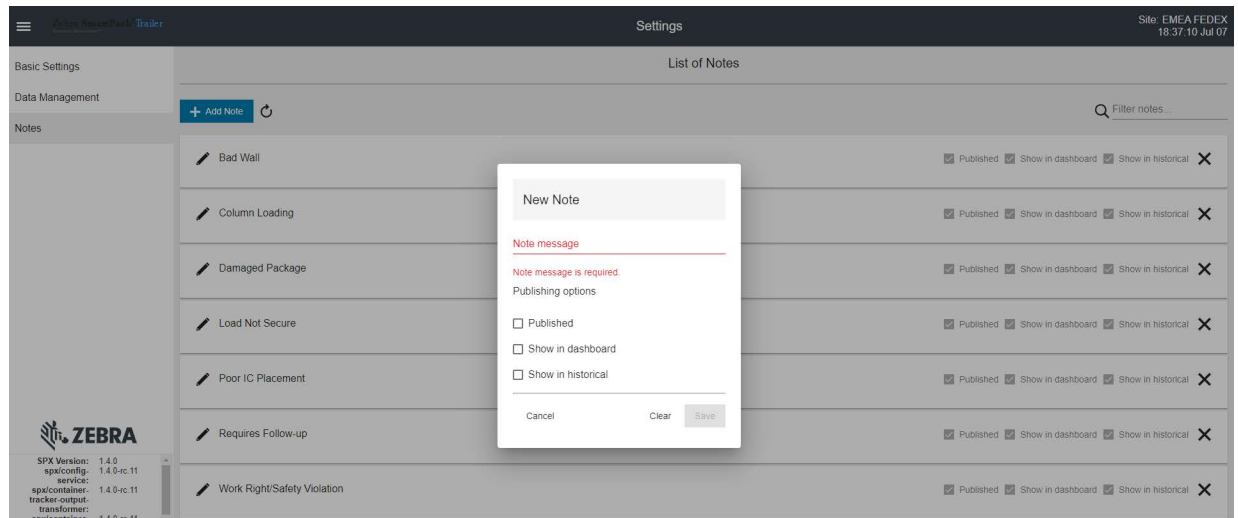 Zebra SmartPack Trailer
Settings
Site: EMEA FEDEX
18:37:10 Jul 07
Basic Settings
Data Management
Notes
List of Notes
+ Add Note
Filter notes...
Bad Wall
Published Show in dashboard Show in historical
Column Loading
Published Show in dashboard Show in historical
Damaged Package
Published Show in dashboard Show in historical
Load Not Secure
Published Show in dashboard Show in historical
Poor IC Placement
Published Show in dashboard Show in historical
Requires Follow-up
Published Show in dashboard Show in historical
Work Right/Safety Violation
Published Show in dashboard Show in historical
New Note
Note message
Note message is required.
Publishing options
Published
Show in dashboard
Show in historical
Cancel Clear Save
ZEBRA
SPX Version: 1.4.0
spx/config- 1.4.0-rc.11
service:
spx/container- 1.4.0-rc.11
tracker-output-
transformer: